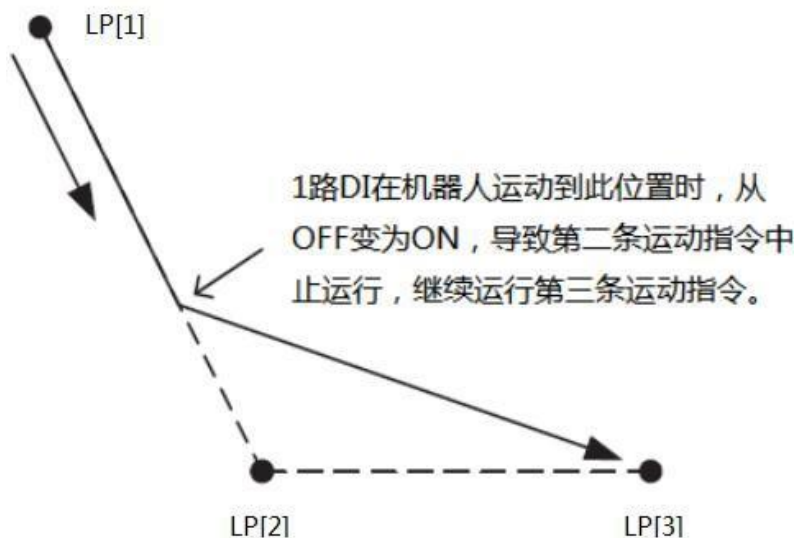 LP[1]
1路DI在机器人运动到此位置时，从
OFF变为ON，导致第二条运动指令中
止运行，继续运行第三条运动指令。
LP[2]
LP[3]